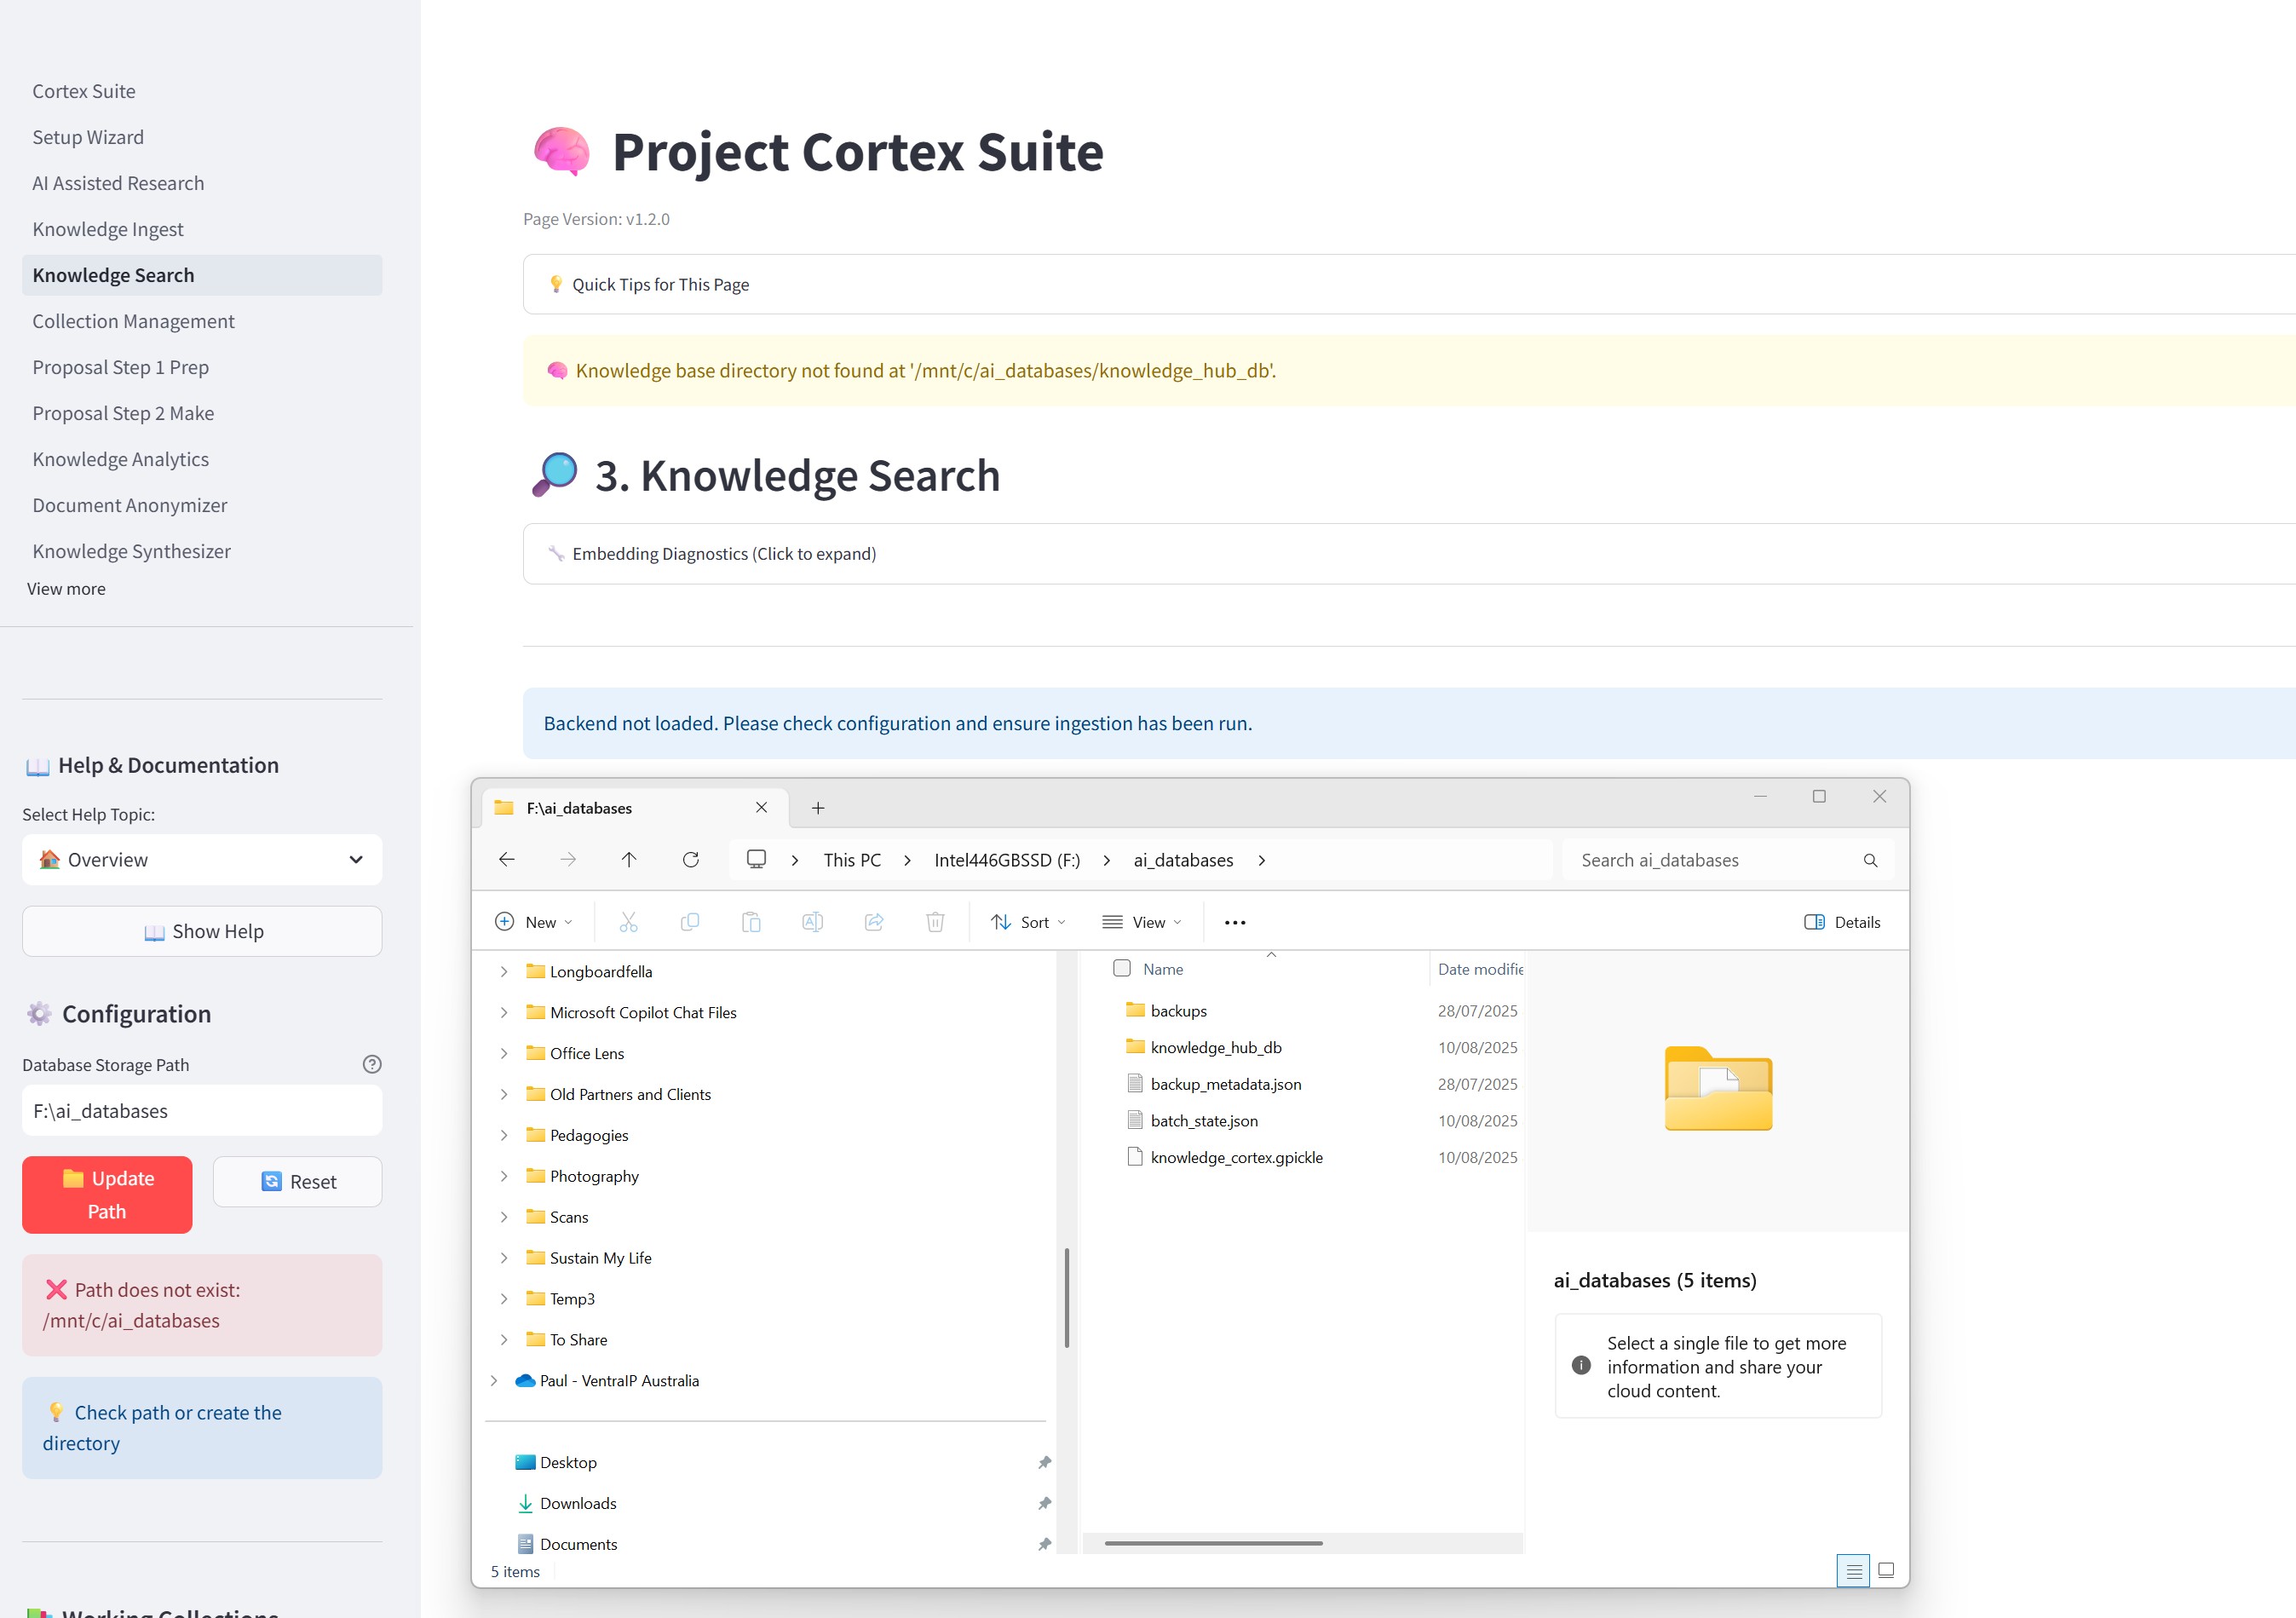 Cortex Suite
Setup Wizard
AI Assisted Research
Knowledge Ingest
Knowledge Search
Collection Management
Proposal Step 1 Prep
Proposal Step 2 Make
Knowledge Analytics
Document Anonymizer
Knowledge Synthesizer
View more
Help & Documentation
Select Help Topic:
Overview
Show Help
Configuration
Database Storage Path
F:\ai_databases
Update
Path
Reset
Path does not exist:
/mnt/c/ai_databases
Check path or create the
directory
Working Collections
Project Cortex Suite
Page Version: v1.2.0
Quick Tips for This Page
Knowledge base directory not found at '/mnt/c/ai_databases/knowledge_hub_db'.
3. Knowledge Search
Embedding Diagnostics (Click to expand)
Backend not loaded. Please check configuration and ensure ingestion has been run.
F:\ai_databases
This PC > Intel446GBSSD (F:) > ai_databases >
Search ai_databases
New
Sort
View
Details
Longboardfella
Microsoft Copilot Chat Files
Office Lens
Old Partners and Clients
Pedagogies
Photography
Scans
Sustain My Life
Temp3
To Share
Paul - VentraIP Australia
Desktop
Downloads
Documents
5 items
Name Date modifie
backups 28/07/2025
knowledge_hub_db 10/08/2025
backup_metadata.json 28/07/2025
batch_state.json 10/08/2025
knowledge_cortex.gpickle 10/08/2025
ai_databases (5 items)
Select a single file to get more
information and share your
cloud content.